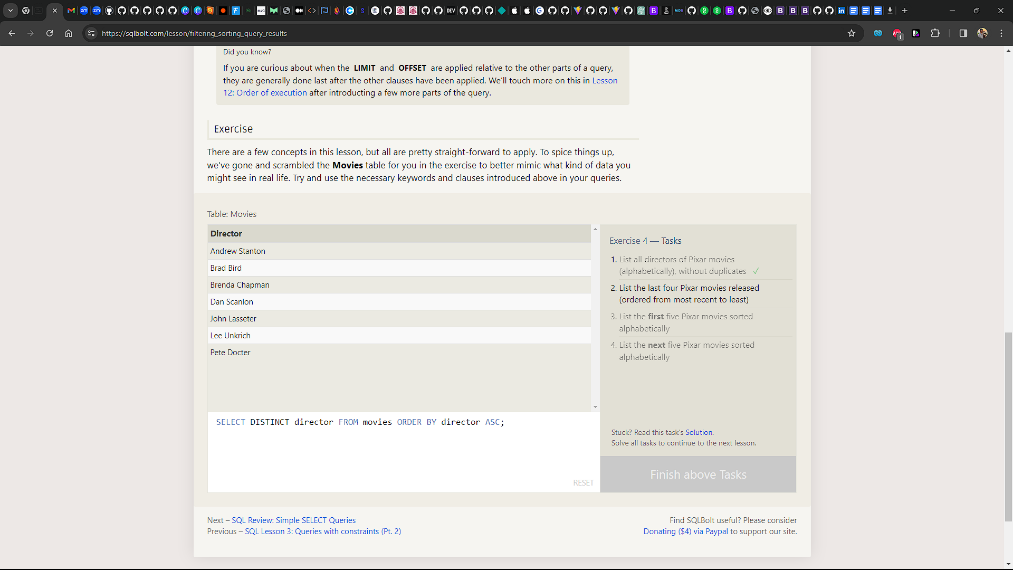 https://sqlbolt.com/lesson/filtering_sorting_query_results
Did you know?
If you are curious about when the LIMIT and OFFSET are applied relative to the other parts of a query,
they are generally done last after the other clauses have been applied. We'll touch more on this in Lesson
12: Order of execution after introducting a few more parts of the query.
Exercise
There are a few concepts in this lesson, but all are pretty straight-forward to apply. To spice things up,
we've gone and scrambled the Movies table for you in the exercise to better mimic what kind of data you
might see in real life. Try and use the necessary keywords and clauses introduced above in your queries.
Table: Movies
Director
Andrew Stanton
Brad Bird
Brenda Chapman
Dan Scanlon
John Lasseter
Lee Unkrich
Pete Docter
SELECT DISTINCT director FROM movies ORDER BY director ASC;
RESET
Exercise 4 — Tasks
1. List all directors of Pixar movies
(alphabetically), without duplicates ✓
2. List the last four Pixar movies released
(ordered from most recent to least)
3. List the first five Pixar movies sorted
alphabetically
4. List the next five Pixar movies sorted
alphabetically
Stuck? Read this task's Solution.
Solve all tasks to continue to the next lesson.
Finish above Tasks
Next – SQL Review: Simple SELECT Queries
Previous – SQL Lesson 3: Queries with constraints (Pt. 2)
Find SQLBolt useful? Please consider
Donating ($4) via Paypal to support our site.